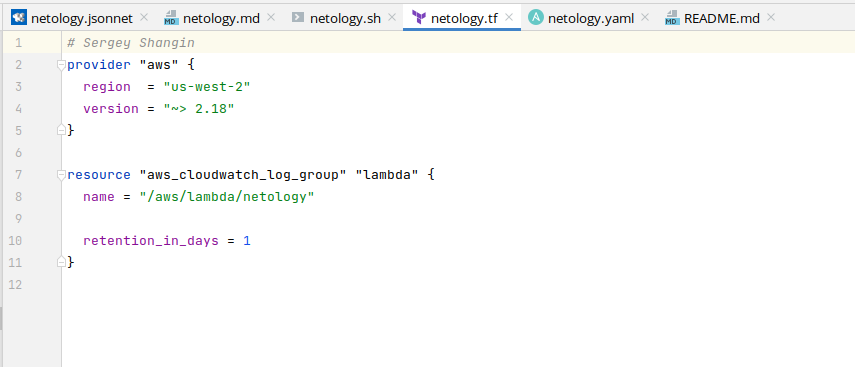 netology.jsonnet netology.md netology.sh netology.tf netology.yaml README.md
1 # Sergey Shangin
2 provider "aws" {
3   region  = "us-west-2"
4   version = "~> 2.18"
5 }
6
7 resource "aws_cloudwatch_log_group" "lambda" {
8   name = "/aws/lambda/netology"
9
10   retention_in_days = 1
11 }
12